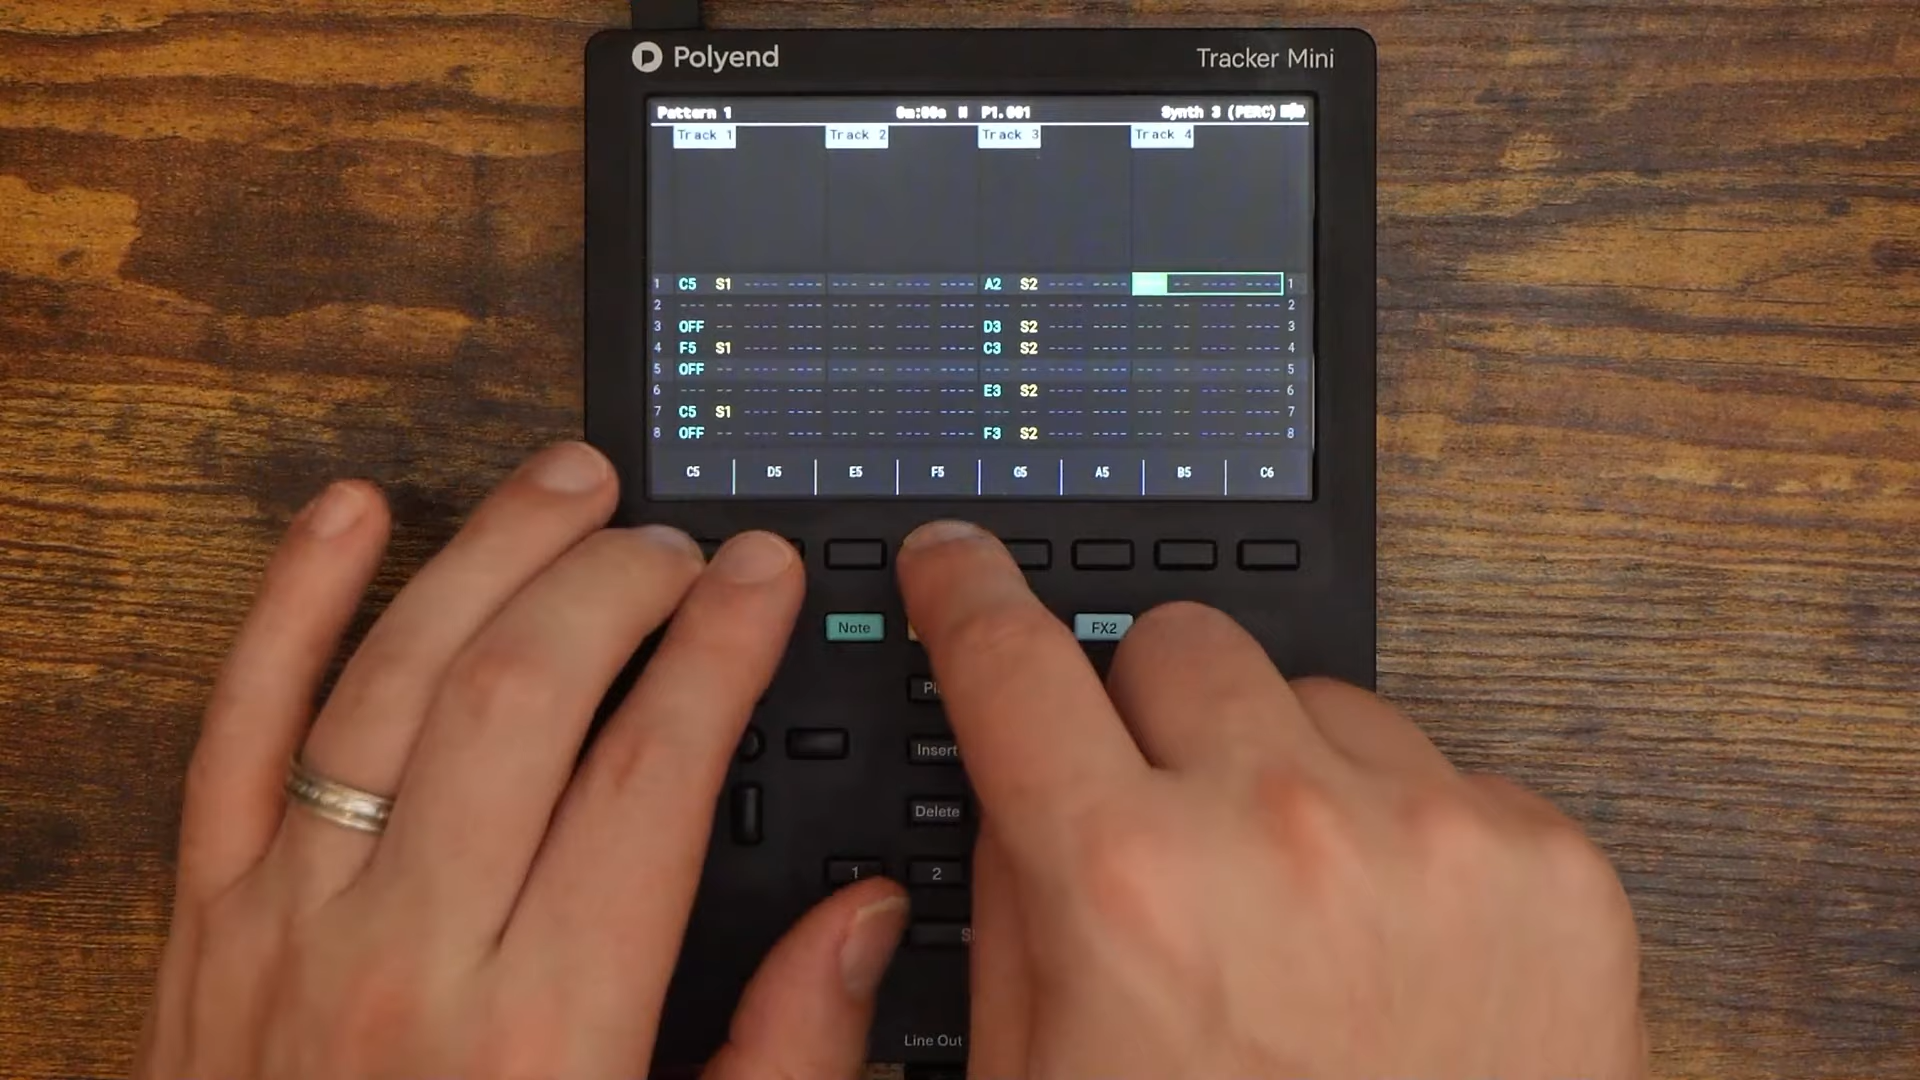 Polyend
Tracker Mini
Pattern 1 P1.001 Synth 3 (PERC)
Track 1 Track 2 Track 3 Track 4
1 C5 S1 ---- ---- --- -- ---- ---- A2 S2 ---- ---- -- ---- ---- 1
2 --- -- ---- ---- --- -- ---- ---- --- -- ---- ---- --- -- ---- ---- 2
3 OFF -- ---- ---- --- -- ---- ---- D3 S2 ---- ---- --- -- ---- ---- 3
4 F5 S1 ---- ---- --- -- ---- ---- C3 S2 ---- ---- --- -- ---- ---- 4
5 OFF -- ---- ---- --- -- ---- ---- --- -- ---- ---- --- -- ---- ---- 5
6 --- -- ---- ---- --- -- ---- ---- E3 S2 ---- ---- --- -- ---- ---- 6
7 C5 S1 ---- ---- --- -- ---- ---- --- -- ---- ---- --- -- ---- ---- 7
8 OFF -- ---- ---- --- -- ---- ---- F3 S2 ---- ---- --- -- ---- ---- 8
C5 D5 E5 F5 G5 A5 B5 C6
Note FX2
Insert
Delete
1 2
Line Out